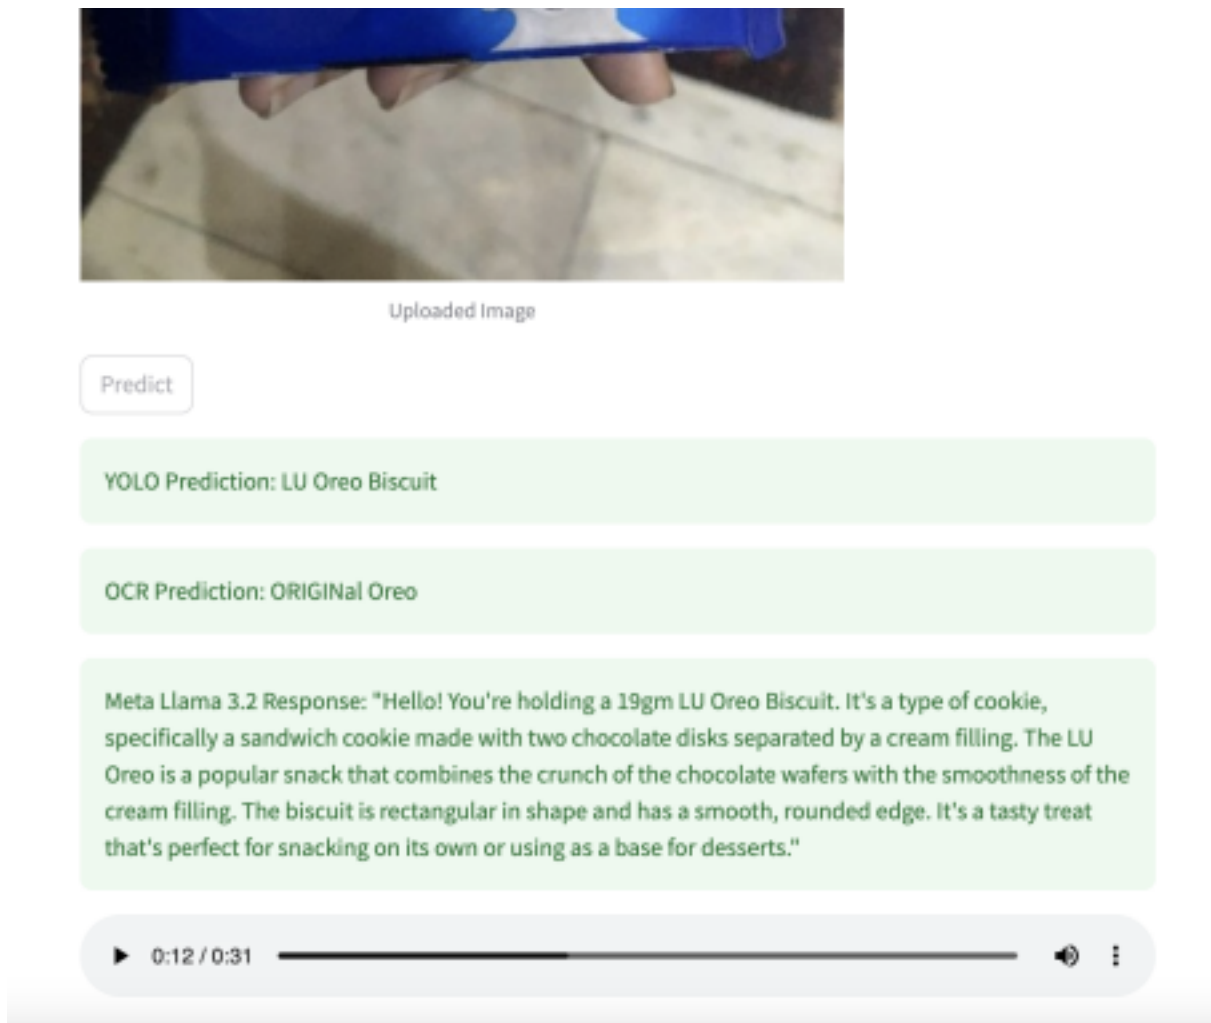 Uploaded Image
Predict
YOLO Prediction: LU Oreo Biscuit
OCR Prediction: ORIGINal Oreo
Meta Llama 3.2 Response: "Hello! You're holding a 19gm LU Oreo Biscuit. It's a type of cookie,
specifically a sandwich cookie made with two chocolate disks separated by a cream filling. The LU
Oreo is a popular snack that combines the crunch of the chocolate wafers with the smoothness of the
cream filling. The biscuit is rectangular in shape and has a smooth, rounded edge. It's a tasty treat
that's perfect for snacking on its own or using as a base for desserts."
0:12 / 0:31